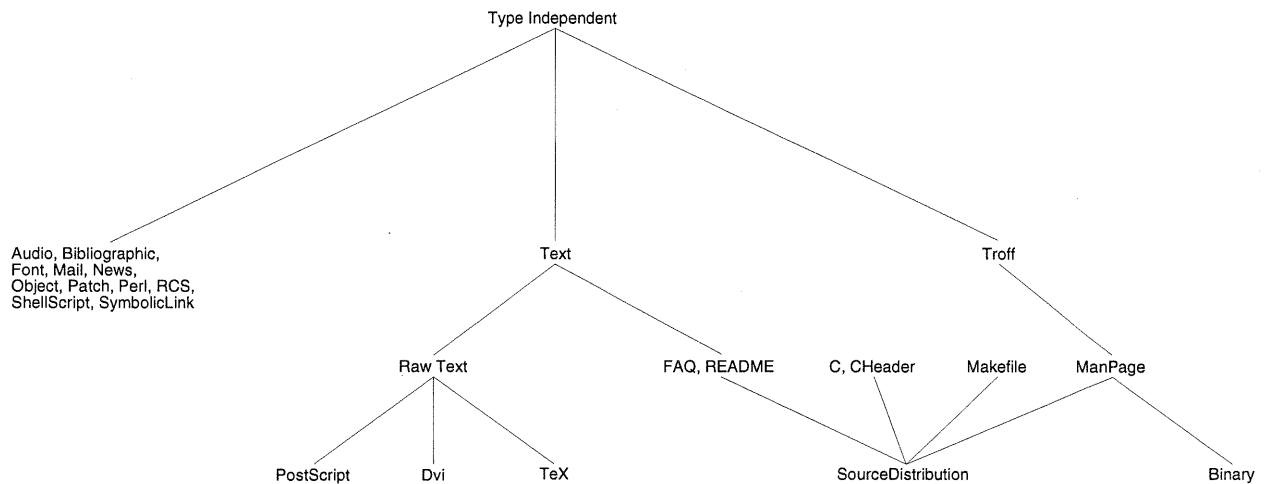 Type Independent
Audio, Bibliographic,
Font, Mail, News,
Object, Patch, Perl, RCS,
ShellScript, SymbolicLink
Text
Troff
Raw Text
FAQ, README
C, CHeader
Makefile
ManPage
PostScript
Dvi
TeX
SourceDistribution
Binary